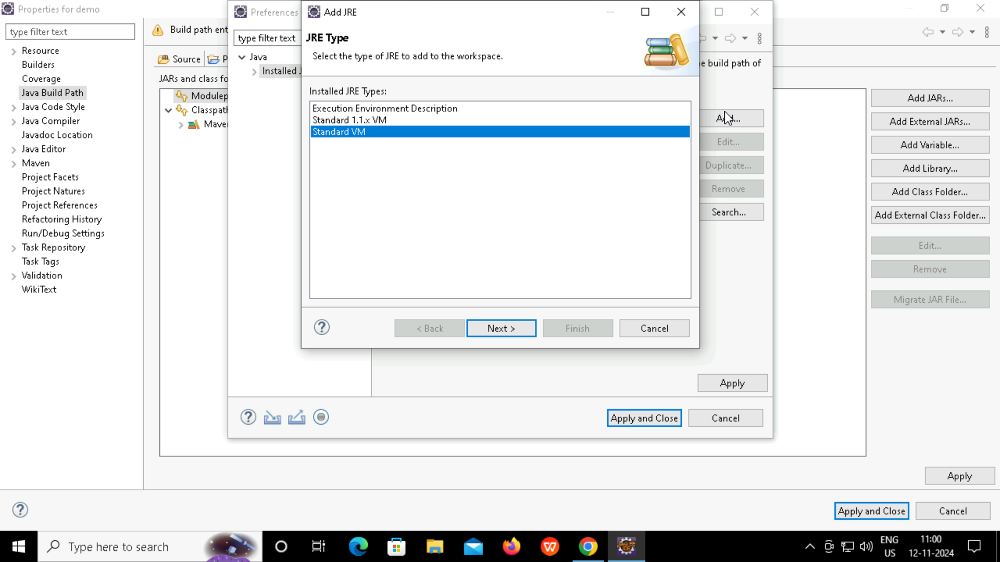 Properties for demo
type filter text
Resource
Builders
Coverage
Java Build Path
Java Code Style
Java Compiler
Javadoc Location
Java Editor
Maven
Project Facets
Project Natures
Project References
Refactoring History
Run/Debug Settings
Task Repository
Task Tags
Validation
WikiText
Build path ent
Source
P
JARs and class fo
Modulep
Classpath
Maven
Preferences
type filter text
Java
Installed J
Add JRE
JRE Type
Select the type of JRE to add to the workspace.
Installed JRE Types:
Execution Environment Description
Standard 1.1.x VM
Standard VM
< Back
Next >
Finish
Cancel
e build path of
Edit...
Duplicate...
Remove
Search...
Apply
Apply and Close
Cancel
Add JARs...
Add External JARs...
Add Variable...
Add Library...
Add Class Folder...
Add External Class Folder...
Edit...
Remove
Migrate JAR File...
Apply
Apply and Close
Cancel
Type here to search
ENG
US
11:00
12-11-2024